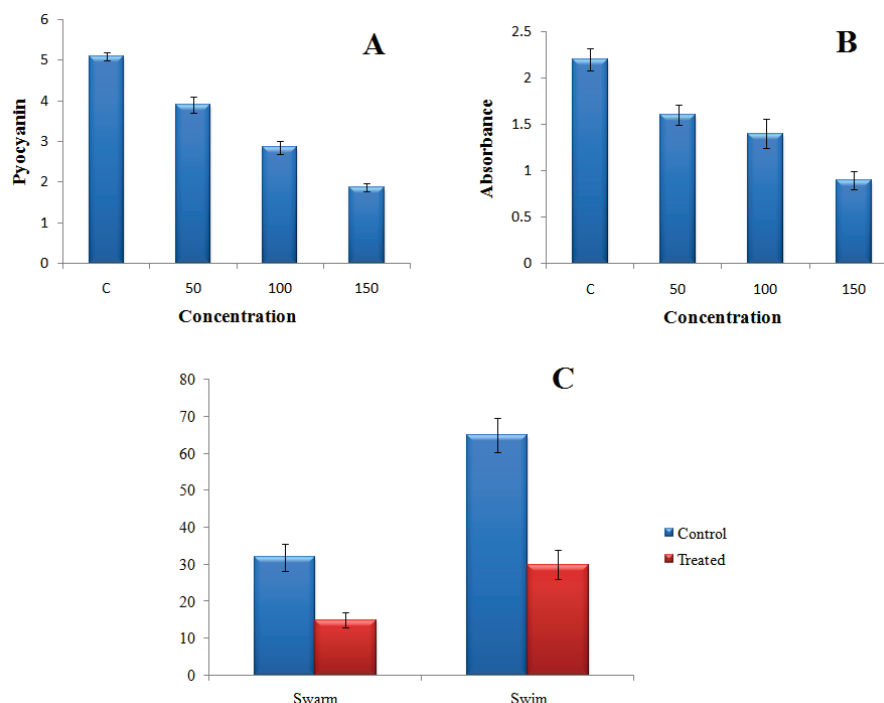 A
6
5
4
3
2
1
0
Pyocyanin
C 50 100 150
Concentration
B
2.5
2
1.5
1
0.5
0
Absorbance
C 50 100 150
Concentration
C
80
70
60
50
40
30
20
10
0
Swarm Swim
Control
Treated